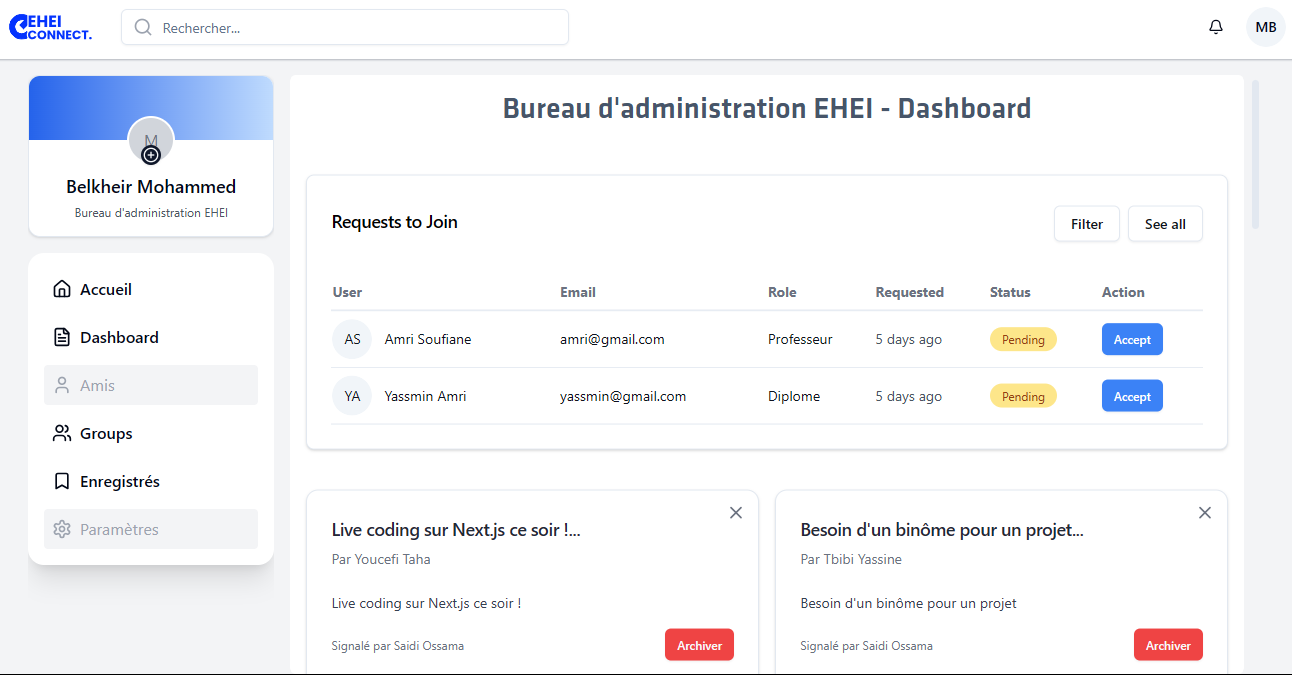 EHEI
CONNECT.
Rechercher...
MB
M
Belkheir Mohammed
Bureau d'administration EHEI
Accueil
Dashboard
Amis
Groups
Enregistrés
Paramètres
Bureau d'administration EHEI - Dashboard
Requests to Join
Filter
See all
User Email Role Requested Status Action
AS Amri Soufiane amri@gmail.com Professeur 5 days ago Pending Accept
YA Yassmin Amri yassmin@gmail.com Diplome 5 days ago Pending Accept
Live coding sur Next.js ce soir !...
Par Youcefi Taha
Live coding sur Next.js ce soir !
Signalé par Saidi Ossama
Archiver
Besoin d'un binôme pour un projet...
Par Tbibi Yassine
Besoin d'un binôme pour un projet
Signalé par Saidi Ossama
Archiver